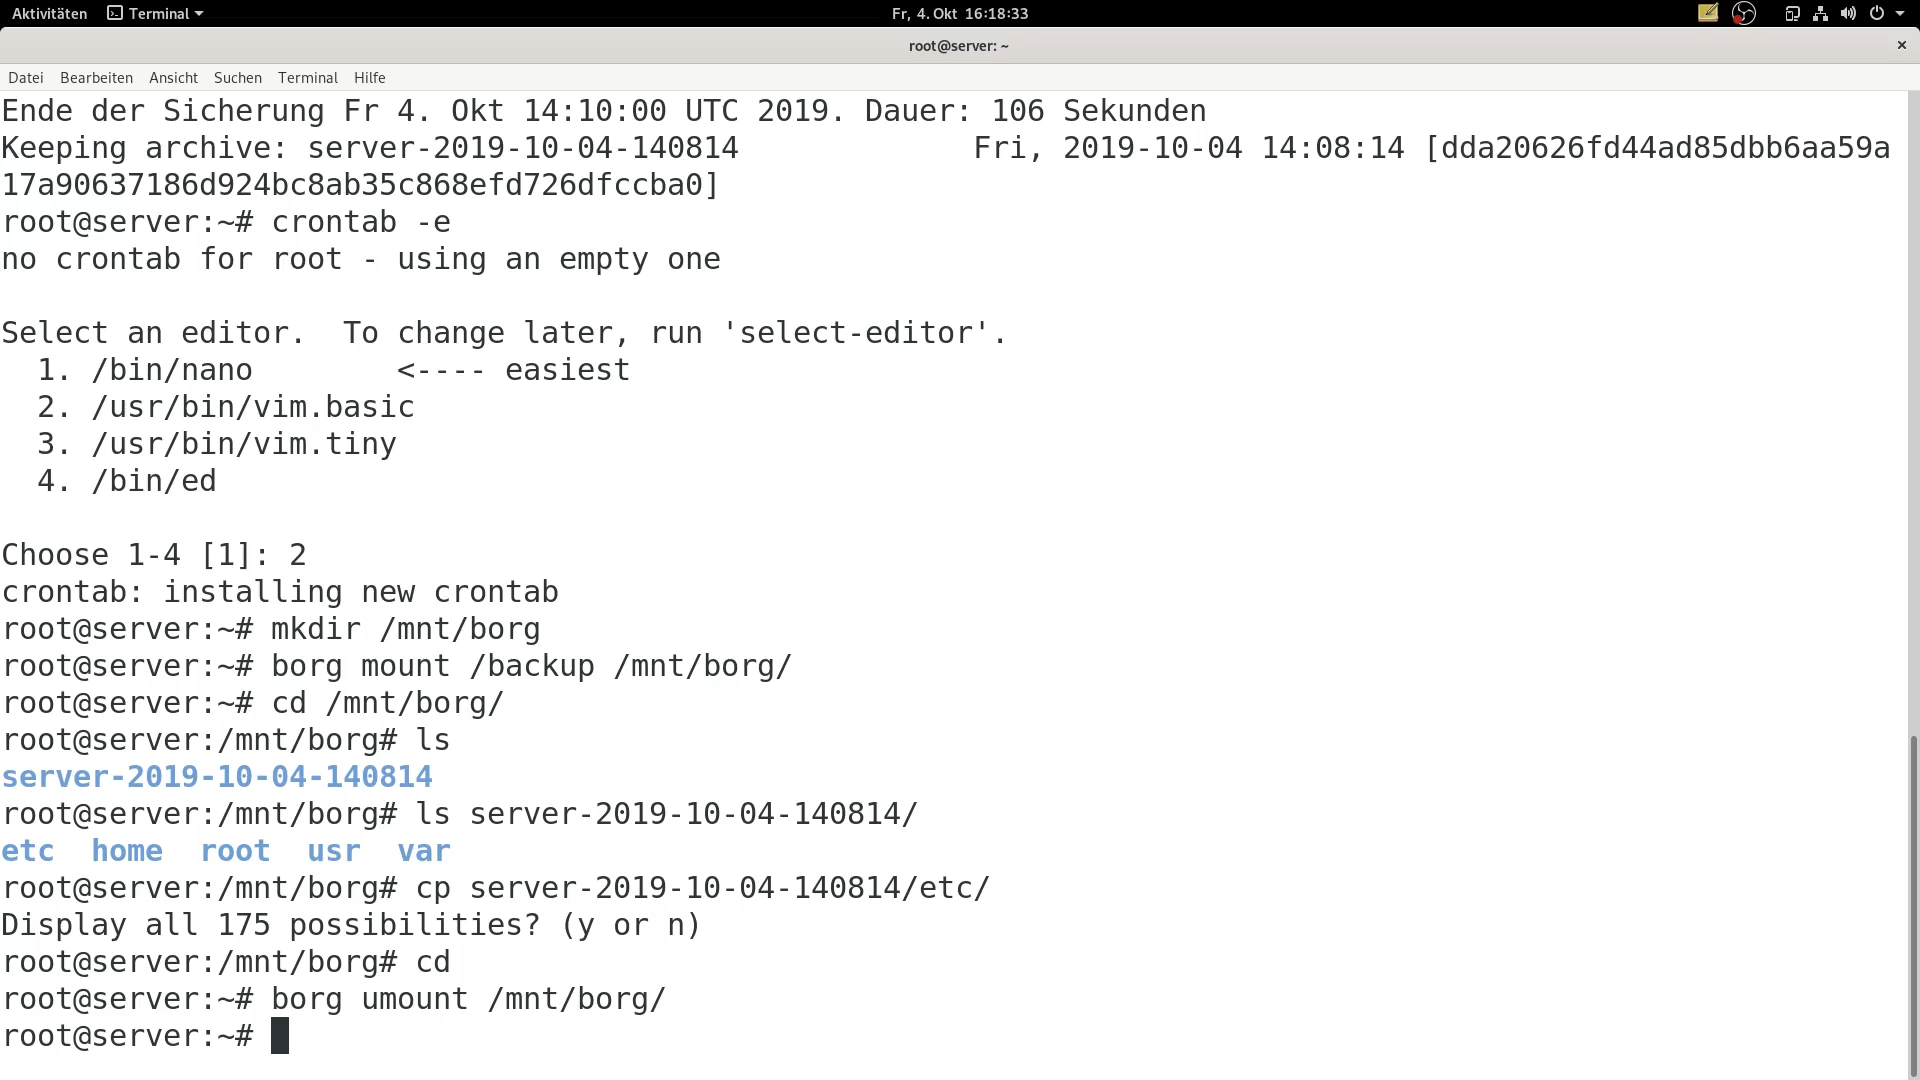 Aktivitäten Terminal Fr, 4. Okt 16:18:33
root@server: ~
Datei Bearbeiten Ansicht Suchen Terminal Hilfe
Ende der Sicherung Fr 4. Okt 14:10:00 UTC 2019. Dauer: 106 Sekunden
Keeping archive: server-2019-10-04-140814             Fri, 2019-10-04 14:08:14 [dda20626fd44ad85dbb6aa59a
17a90637186d924bc8ab35c868efd726dfccba0]
root@server:~# crontab -e
no crontab for root - using an empty one
Select an editor.  To change later, run 'select-editor'.
  1. /bin/nano        <---- easiest
  2. /usr/bin/vim.basic
  3. /usr/bin/vim.tiny
  4. /bin/ed
Choose 1-4 [1]: 2
crontab: installing new crontab
root@server:~# mkdir /mnt/borg
root@server:~# borg mount /backup /mnt/borg/
root@server:~# cd /mnt/borg/
root@server:/mnt/borg# ls
server-2019-10-04-140814
root@server:/mnt/borg# ls server-2019-10-04-140814/
etc  home  root  usr  var
root@server:/mnt/borg# cp server-2019-10-04-140814/etc/
Display all 175 possibilities? (y or n)
root@server:/mnt/borg# cd
root@server:~# borg umount /mnt/borg/
root@server:~#